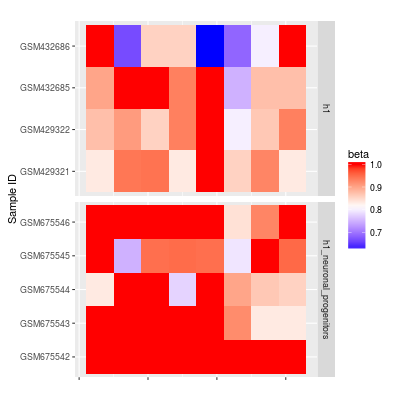 GSM432686
GSM432685
GSM429322
GSM429321
h1
GSM675546
GSM675545
GSM675544
GSM675543
GSM675542
h1_neuronal_progenitors
Sample ID
beta
1.0
0.9
0.8
0.7